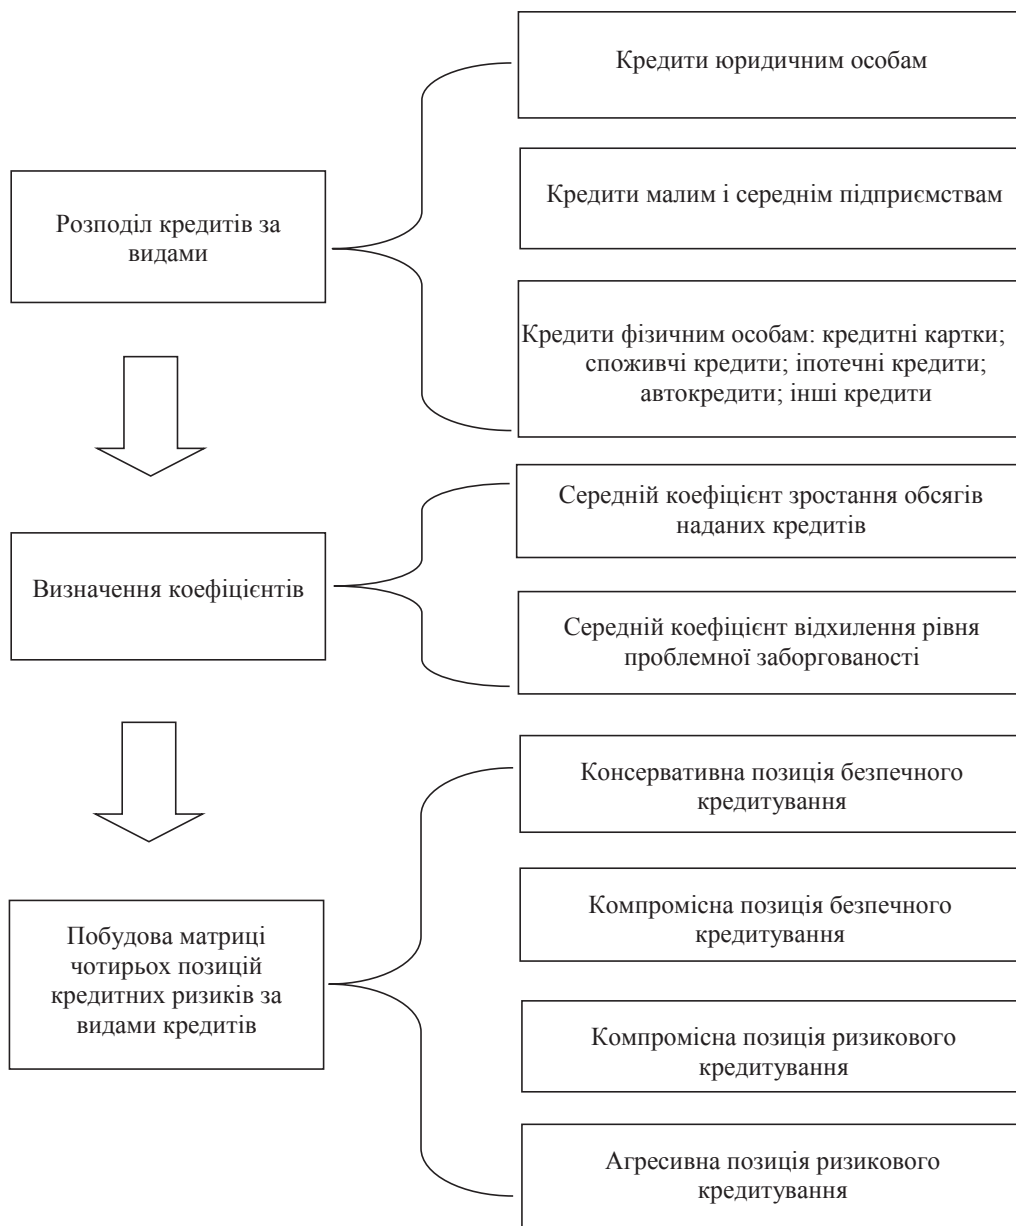 Розподіл кредитів за
видами
Кредити юридичним особам
Кредити малим і середнім підприємствам
Кредити фізичним особам: кредитні картки;
споживчі кредити; іпотечні кредити;
автокредити; інші кредити
Визначення коефіцієнтів
Середній коефіцієнт зростання обсягів
наданих кредитів
Середній коефіцієнт відхилення рівня
проблемної заборгованості
Побудова матриці
чотирьох позицій
кредитних ризиків за
видами кредитів
Консервативна позиція безпечного
кредитування
Компромісна позиція безпечного
кредитування
Компромісна позиція ризикового
кредитування
Агресивна позиція ризикового
кредитування